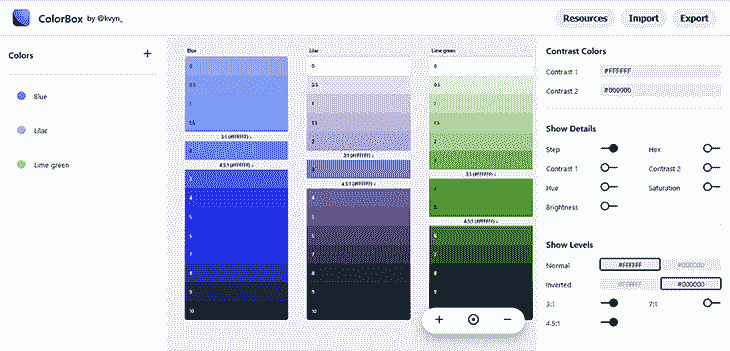 ColorBox by @kvyn_
Resources Import Export
Colors +
Blue
Lilac
Lime green
Blue
0
0.5
1
1.5
3:1 (#FFFFFF) ↓
2
4.5:1 (#FFFFFF) ↓
3
4
5
6
7
8
9
10
Lilac
0
0.5
1
1.5
2
3:1 (#FFFFFF) ↓
3
4.5:1 (#FFFFFF) ↓
4
5
6
7
8
9
10
Lime green
0
0.5
1
1.5
2
3
3:1 (#FFFFFF) ↓
4
5
4.5:1 (#FFFFFF) ↓
6
7
8
9
10
Contrast Colors
Contrast 1 #FFFFFF
Contrast 2 #000000
Show Details
Step Hex
Contrast 1 Contrast 2
Hue Saturation
Brightness
Show Levels
Normal #FFFFFF #000000
Inverted #FFFFFF #000000
3:1 7:1
4.5:1